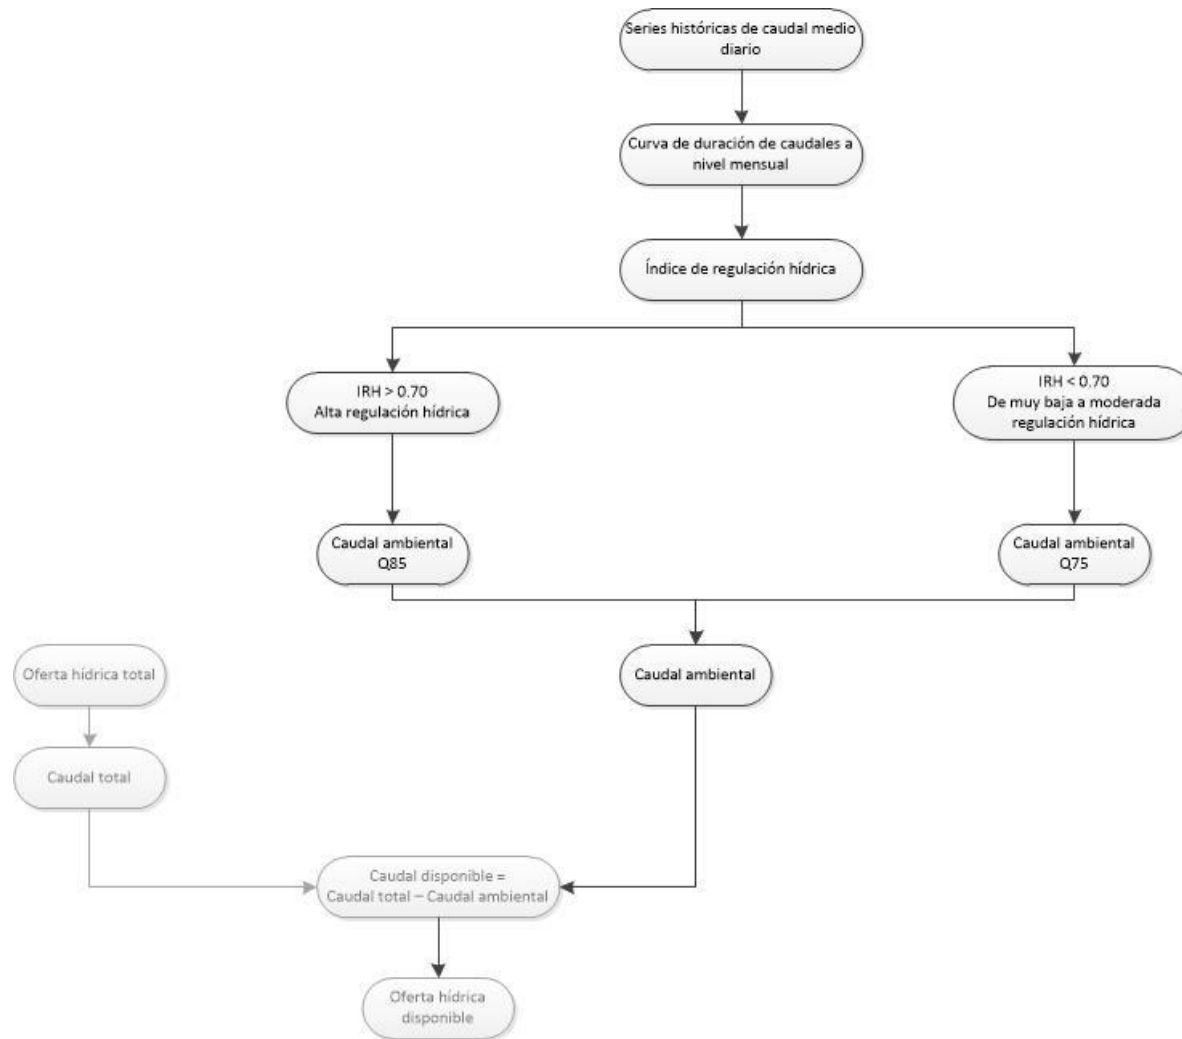 Series históricas de caudal medio
diario
Curva de duración de caudales a
nivel mensual
Índice de regulación hídrica
IRH > 0.70
Alta regulación hídrica
IRH < 0.70
De muy baja a moderada
regulación hídrica
Caudal ambiental
Q85
Caudal ambiental
Q75
Oferta hídrica total
Caudal ambiental
Caudal total
Caudal disponible =
Caudal total – Caudal ambiental
Oferta hídrica
disponible